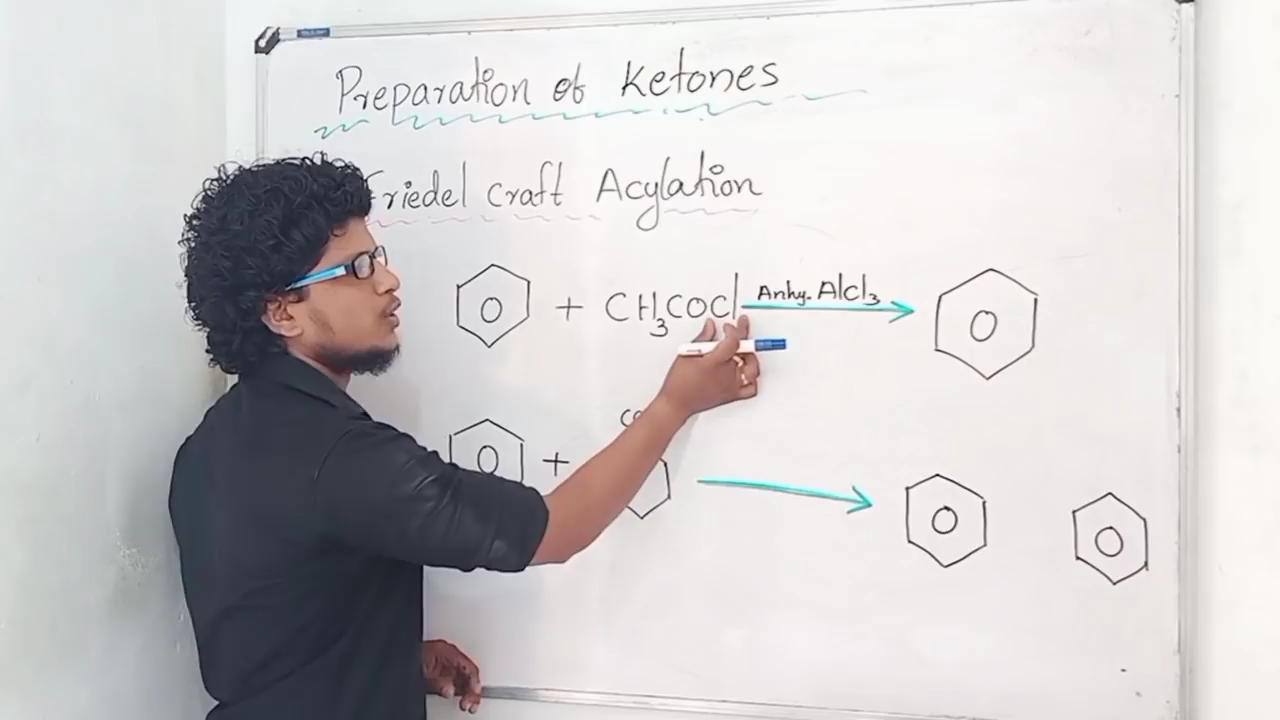 Preparation of Ketones
Friedel Craft Acylation
+ CH3COCl Anhy. AlCl3
+